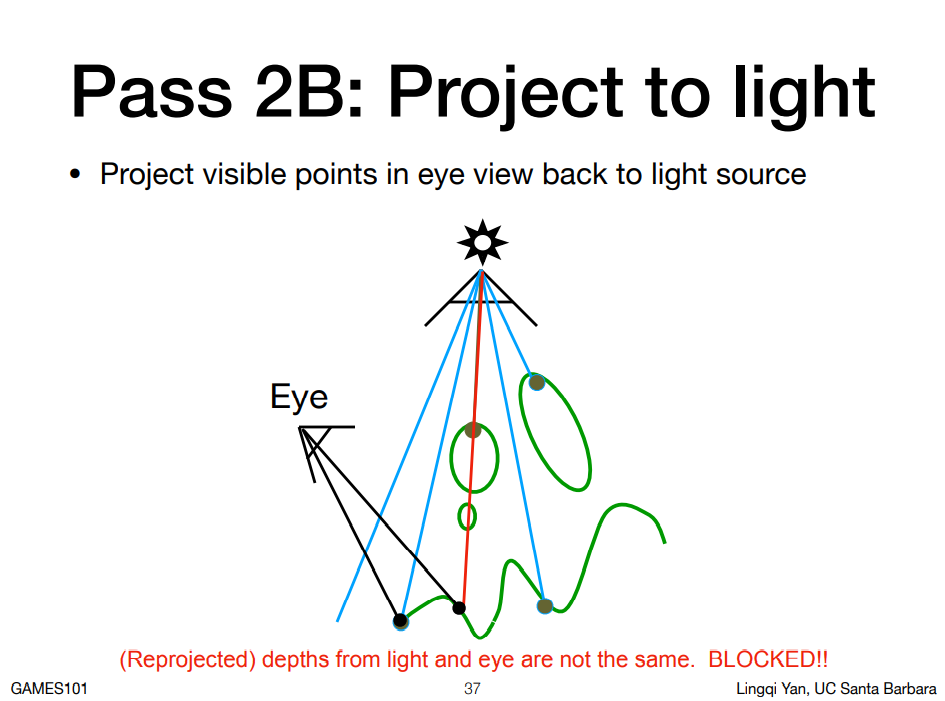 Pass 2B: Project to light
• Project visible points in eye view back to light source
Eye
(Reprojected) depths from light and eye are not the same.  BLOCKED!!
GAMES101
37
Lingqi Yan, UC Santa Barbara